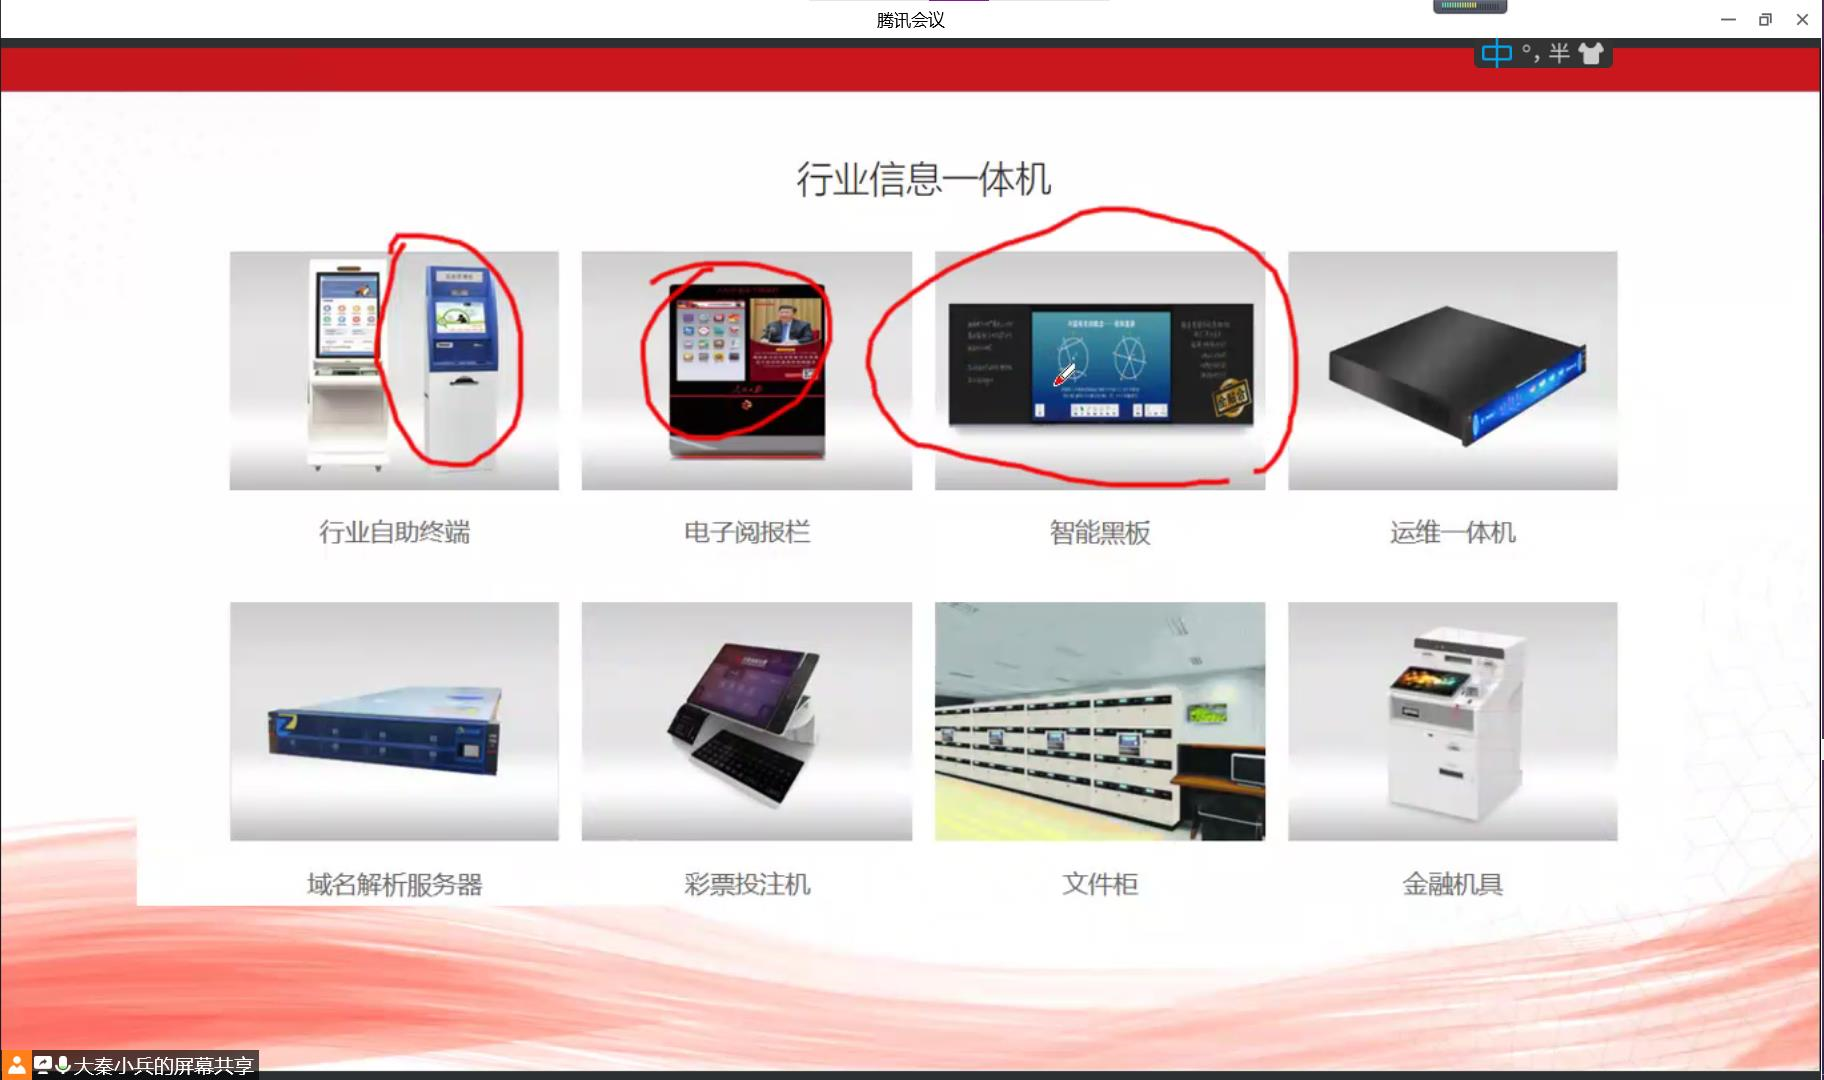 腾讯会议
中 °, 半
行业信息一体机
行业自助终端
电子阅报栏
智能黑板
运维一体机
域名解析服务器
彩票投注机
文件柜
金融机具
大秦小兵的屏幕共享